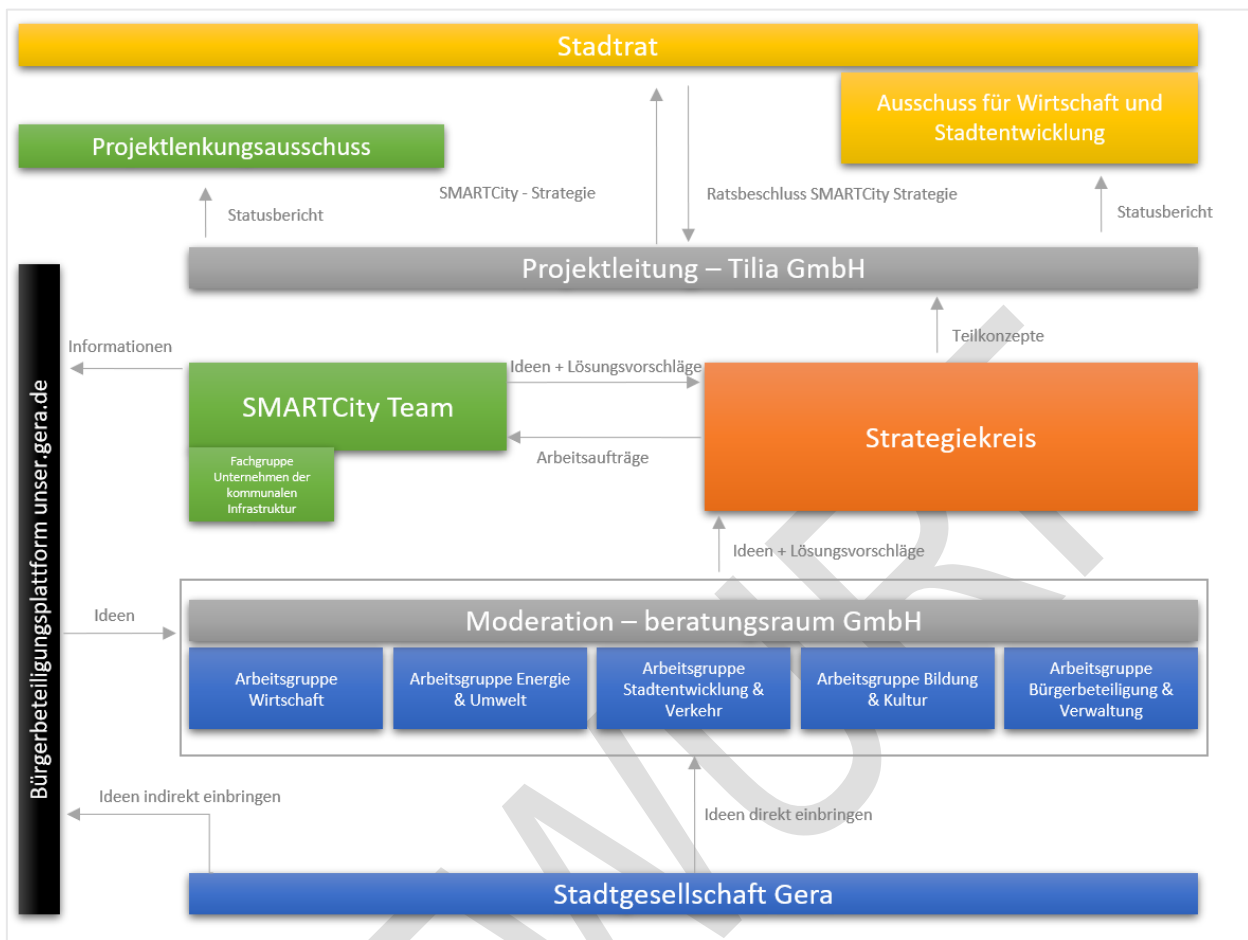 Stadtrat
Ausschuss für Wirtschaft und
Stadtentwicklung
Projektlenkungsausschuss
SMARTCity - Strategie
Ratsbeschluss SMARTCity Strategie
Statusbericht
Statusbericht
Projektleitung – Tilia GmbH
Informationen
Teilkonzepte
Ideen + Lösungsvorschläge
SMARTCity Team
Strategiekreis
Arbeitsaufträge
Fachgruppe
Unternehmen der
kommunalen
Infrastruktur
Bürgerbeteiligungsplattform unser.gera.de
Ideen + Lösungsvorschläge
Ideen
Moderation – beratungsraum GmbH
Arbeitsgruppe
Wirtschaft
Arbeitsgruppe Energie
& Umwelt
Arbeitsgruppe
Stadtentwicklung &
Verkehr
Arbeitsgruppe Bildung
& Kultur
Arbeitsgruppe
Bürgerbeteiligung &
Verwaltung
Ideen indirekt einbringen
Ideen direkt einbringen
Stadtgesellschaft Gera